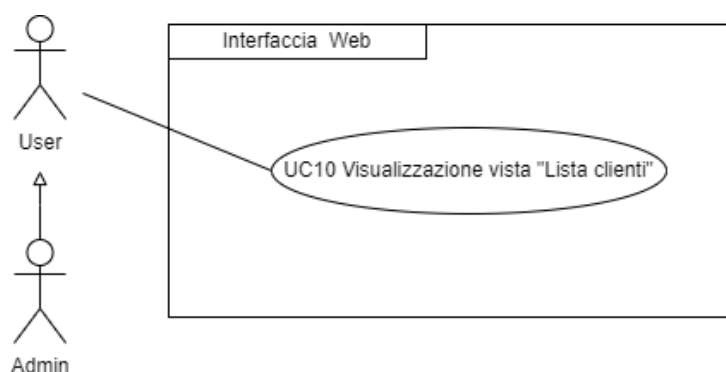 Interfaccia Web
User
UC10 Visualizzazione vista "Lista clienti"
Admin